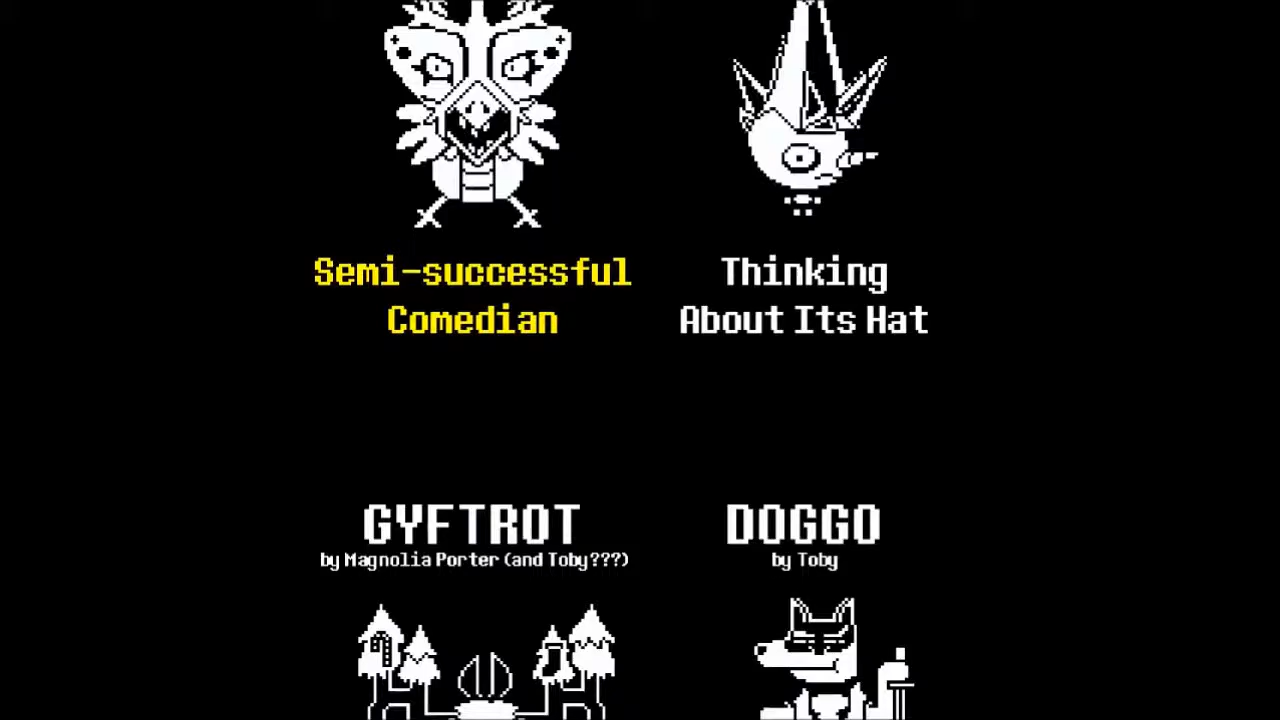 Semi-successful
Comedian
Thinking
About Its Hat
GYFTROT
by Magnolia Porter (and Toby???)
DOGGO
by Toby